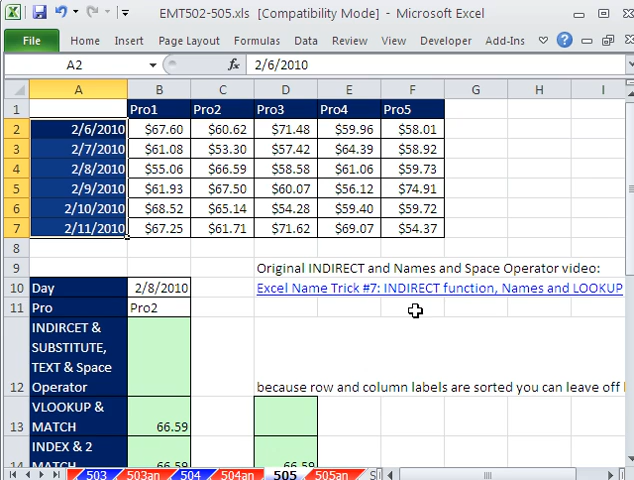 EMT502-505.xls [Compatibility Mode] - Microsoft Excel
File Home Insert Page Layout Formulas Data Review View Developer Add-Ins
A2 fx 2/6/2010
A B C D E F G H I
1 Pro1 Pro2 Pro3 Pro4 Pro5
2 2/6/2010 $67.60 $60.62 $71.48 $59.96 $58.01
3 2/7/2010 $61.08 $53.30 $57.42 $64.39 $58.92
4 2/8/2010 $55.06 $66.59 $58.58 $61.06 $59.73
5 2/9/2010 $61.93 $67.50 $60.07 $56.12 $74.91
6 2/10/2010 $68.52 $65.14 $54.28 $59.40 $59.72
7 2/11/2010 $67.25 $61.71 $71.62 $69.07 $54.37
8
9 Original INDIRECT and Names and Space Operator video:
10 Day 2/8/2010 Excel Name Trick #7: INDIRECT function, Names and LOOKUP
11 Pro Pro2
INDIRCET &
SUBSTITUTE,
TEXT & Space
12 Operator because row and column labels are sorted you can leave off
VLOOKUP &
13 MATCH 66.59
INDEX & 2
14 MATCH 66.59 66.59
503 503an 504 504an 505 505an S